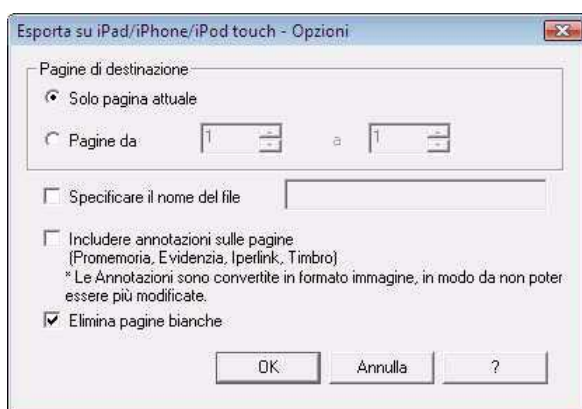 Esporta su iPad/iPhone/iPod touch - Opzioni
Pagine di destinazione
Solo pagina attuale
Pagine da 1 a 1
Specificare il nome del file
Includere annotazioni sulle pagine
(Promemoria, Evidenzia, Iperlink, Timbro)
* Le Annotazioni sono convertite in formato immagine, in modo da non poter
essere più modificate.
Elimina pagine bianche
OK Annulla ?